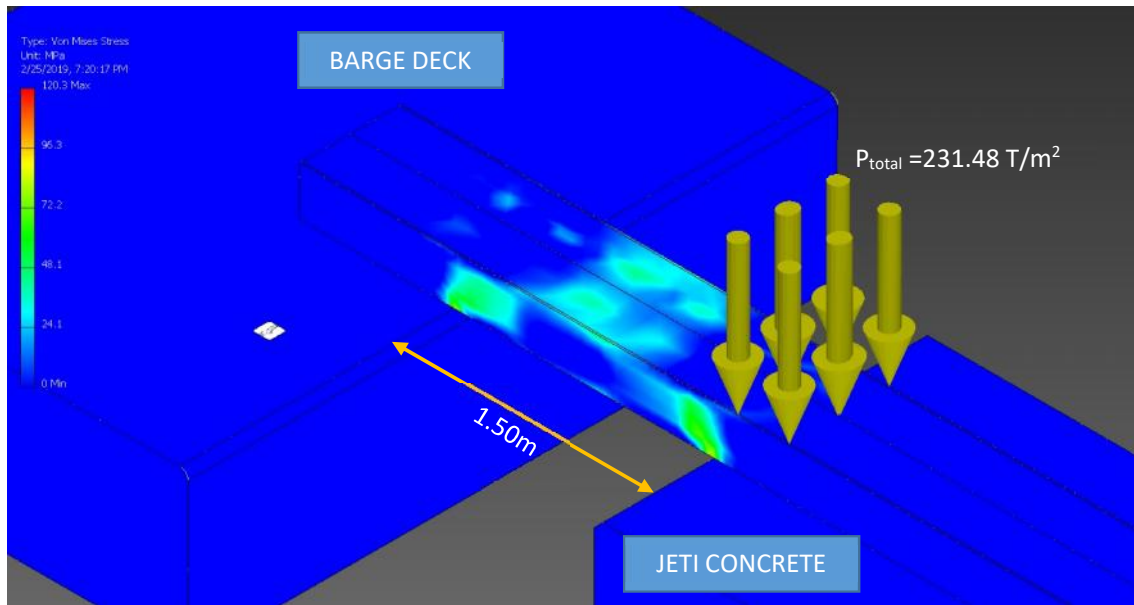 Type: Von Mises Stress
Unit: MPa
2/25/2019, 7:20:17 PM
120.3 Max
96.3
72.2
48.1
24.1
0 Min
BARGE DECK
P_total =231.48 T/m²
1.50m
JETI CONCRETE